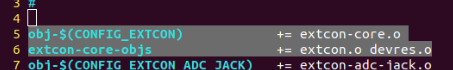 3 #
4
5 obj-$(CONFIG_EXTCON) += extcon-core.o
6 extcon-core-objs += extcon.o devres.o
7 obj-$(CONFIG_EXTCON_ADC_JACK) += extcon-adc-jack.o